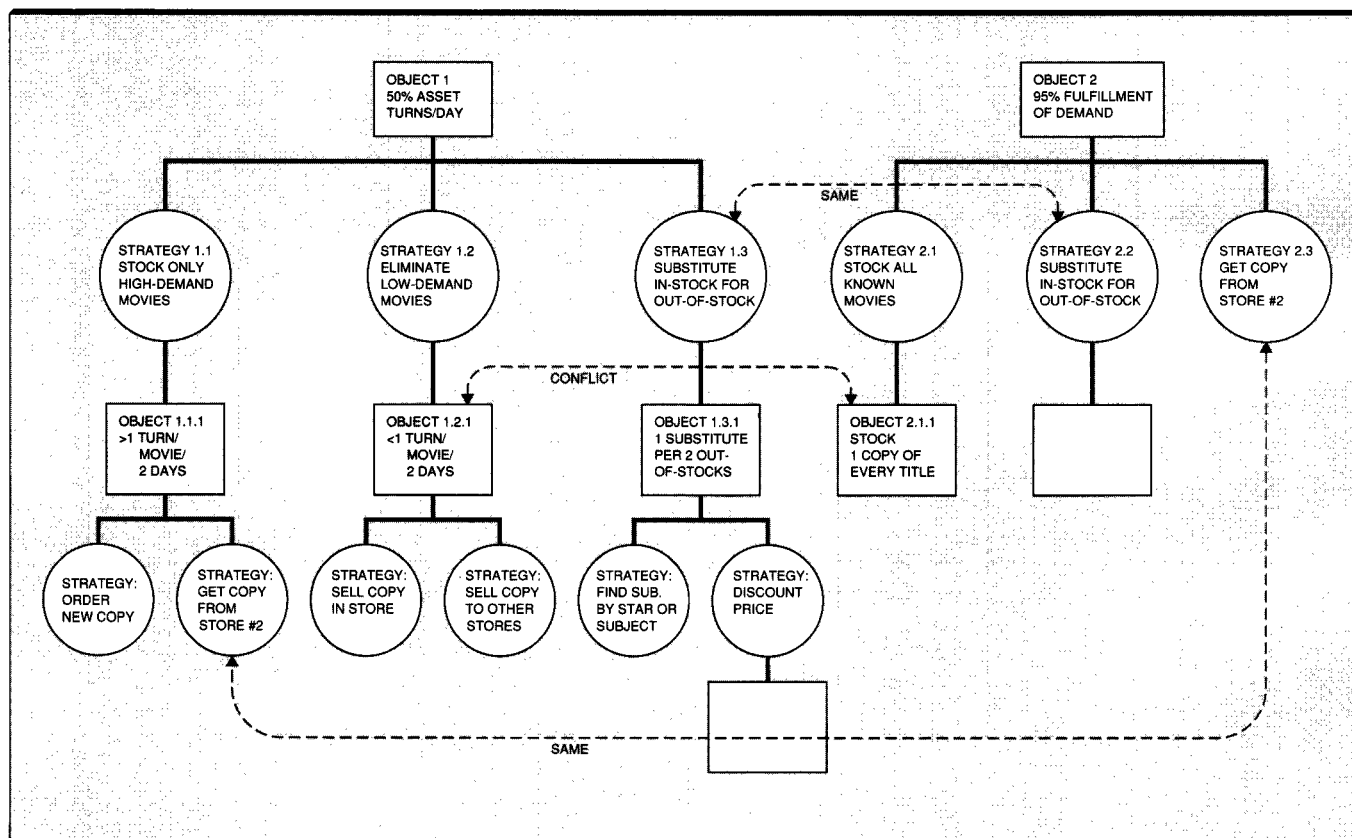 OBJECT 1
50% ASSET
TURNS/DAY
OBJECT 2
95% FULFILLMENT
OF DEMAND
SAME
STRATEGY 1.1
STOCK ONLY
HIGH-DEMAND
MOVIES
STRATEGY 1.2
ELIMINATE
LOW-DEMAND
MOVIES
STRATEGY 1.3
SUBSTITUTE
IN-STOCK FOR
OUT-OF-STOCK
STRATEGY 2.1
STOCK ALL
KNOWN
MOVIES
STRATEGY 2.2
SUBSTITUTE
IN-STOCK FOR
OUT-OF-STOCK
STRATEGY 2.3
GET COPY
FROM
STORE #2
CONFLICT
OBJECT 1.1.1
>1 TURN/
MOVIE/
2 DAYS
OBJECT 1.2.1
<1 TURN/
MOVIE/
2 DAYS
OBJECT 1.3.1
1 SUBSTITUTE
PER 2 OUT-
OF-STOCKS
OBJECT 2.1.1
STOCK
1 COPY OF
EVERY TITLE
STRATEGY:
ORDER
NEW COPY
STRATEGY:
GET COPY
FROM
STORE #2
STRATEGY:
SELL COPY
IN STORE
STRATEGY:
SELL COPY
TO OTHER
STORES
STRATEGY:
FIND SUB.
BY STAR OR
SUBJECT
STRATEGY:
DISCOUNT
PRICE
SAME